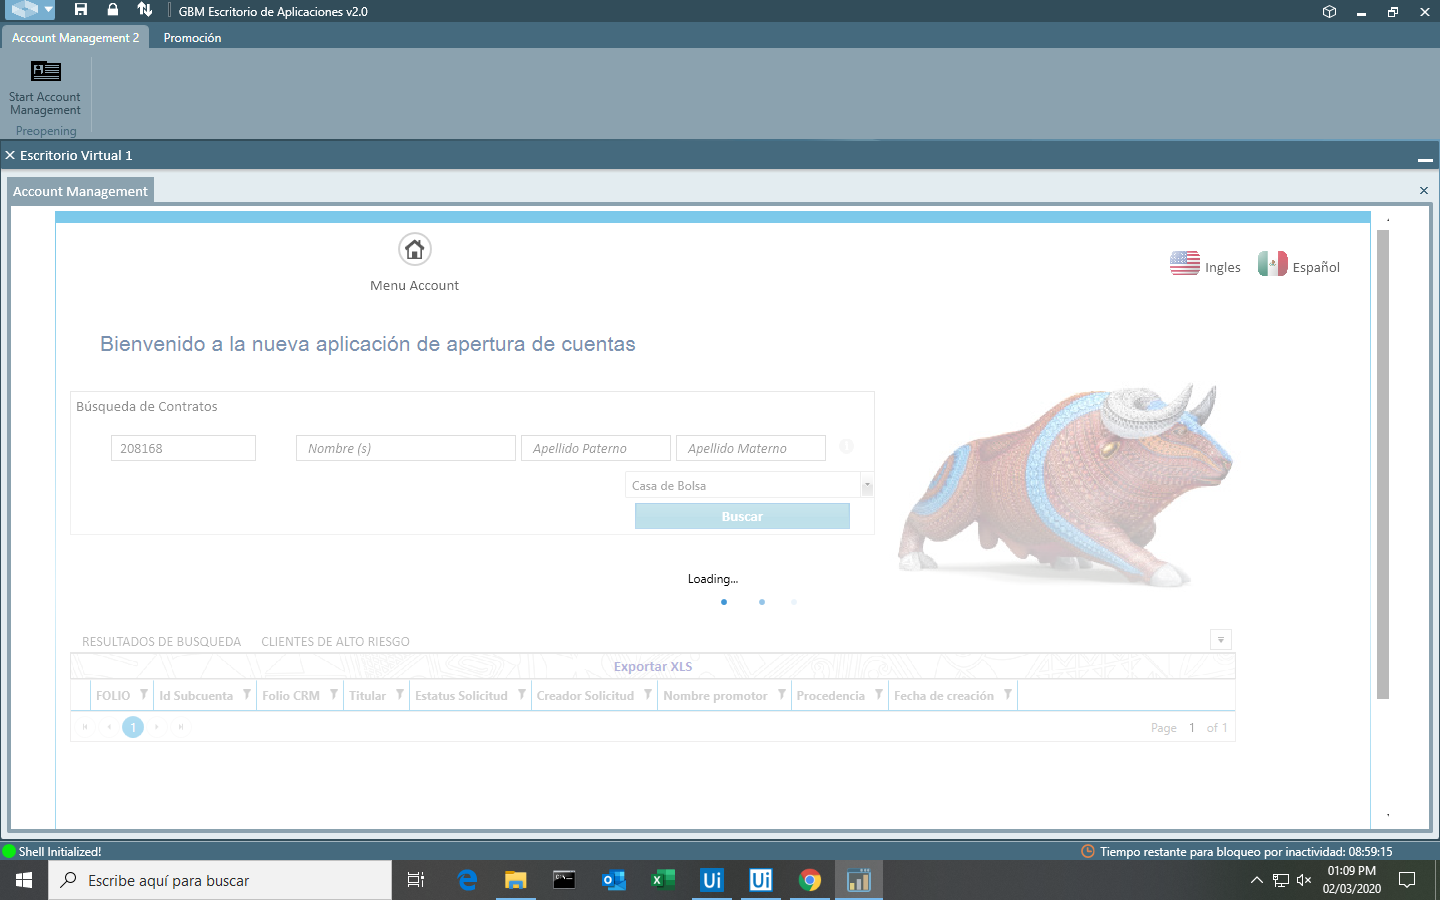 GBM Escritorio de Aplicaciones v2.0
Account Management 2
Promoción
Start Account
Management
Preopening
Escritorio Virtual 1
Account Management
Menu Account
Ingles
Español
Bienvenido a la nueva aplicación de apertura de cuentas
Búsqueda de Contratos
208168
Nombre (s)
Apellido Paterno
Apellido Materno
Casa de Bolsa
Buscar
Loading...
RESULTADOS DE BUSQUEDA
CLIENTES DE ALTO RIESGO
Exportar XLS
FOLIO
Id Subcuenta
Folio CRM
Titular
Estatus Solicitud
Creador Solicitud
Nombre promotor
Procedencia
Fecha de creación
1
Page 1 of 1
Shell Initialized!
Tiempo restante para bloqueo por inactividad: 08:59:15
Escribe aquí para buscar
Ui
Ui
01:09 PM
02/03/2020